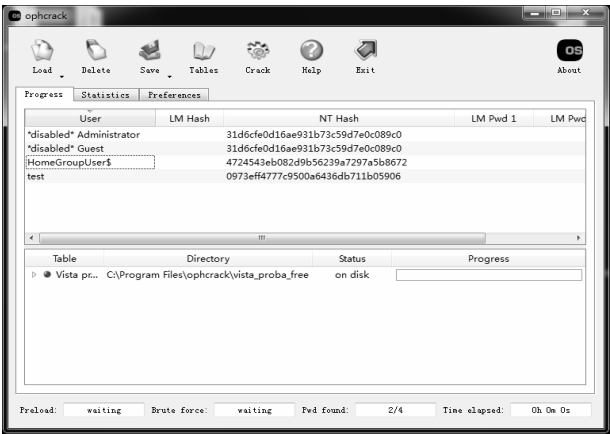 ophcrack
Load Delete Save Tables Crack Help Exit About
OS
Progress Statistics Preferences
User LM Hash NT Hash LM Pwd 1 LM Pwd
*disabled* Administrator 31d6cfe0d16ae931b73c59d7e0c089c0
*disabled* Guest 31d6cfe0d16ae931b73c59d7e0c089c0
HomeGroupUser$ 4724543eb082d9b56239a7297a5b8672
test 0973eff4777c9500a6436db711b05906
Table Directory Status Progress
Vista pr... C:\Program Files\ophcrack\vista_proba_free on disk
Preload: waiting Brute force: waiting Pwd found: 2/4 Time elapsed: 0h 0m 0s